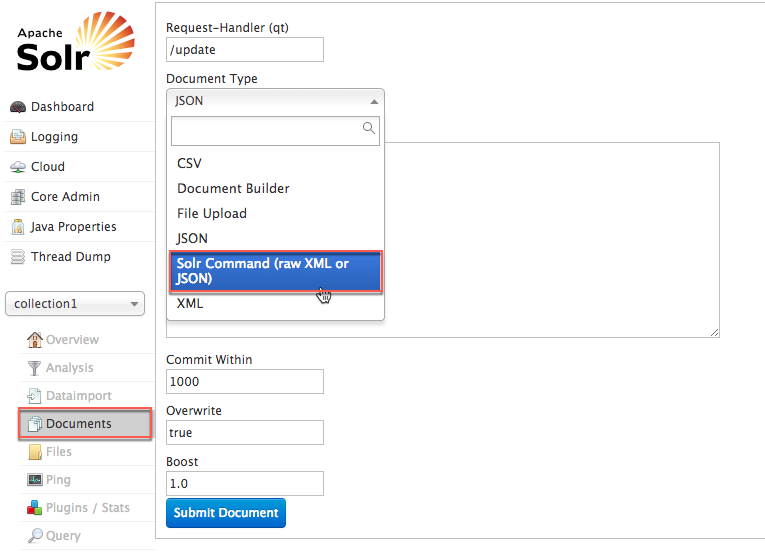 Apache
Solr
Dashboard
Logging
Cloud
Core Admin
Java Properties
Thread Dump
collection1
Overview
Analysis
Dataimport
Documents
Files
Ping
Plugins / Stats
Query
Request-Handler (qt)
/update
Document Type
JSON
CSV
Document Builder
File Upload
JSON
Solr Command (raw XML or
JSON)
XML
Commit Within
1000
Overwrite
true
Boost
1.0
Submit Document